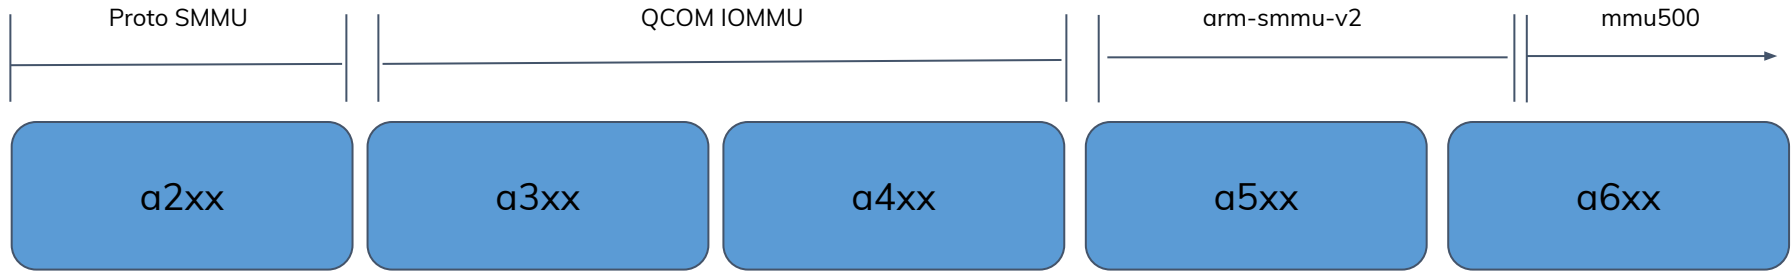 Proto SMMU
QCOM IOMMU
arm-smmu-v2
mmu500
a2xx
a3xx
a4xx
a5xx
a6xx